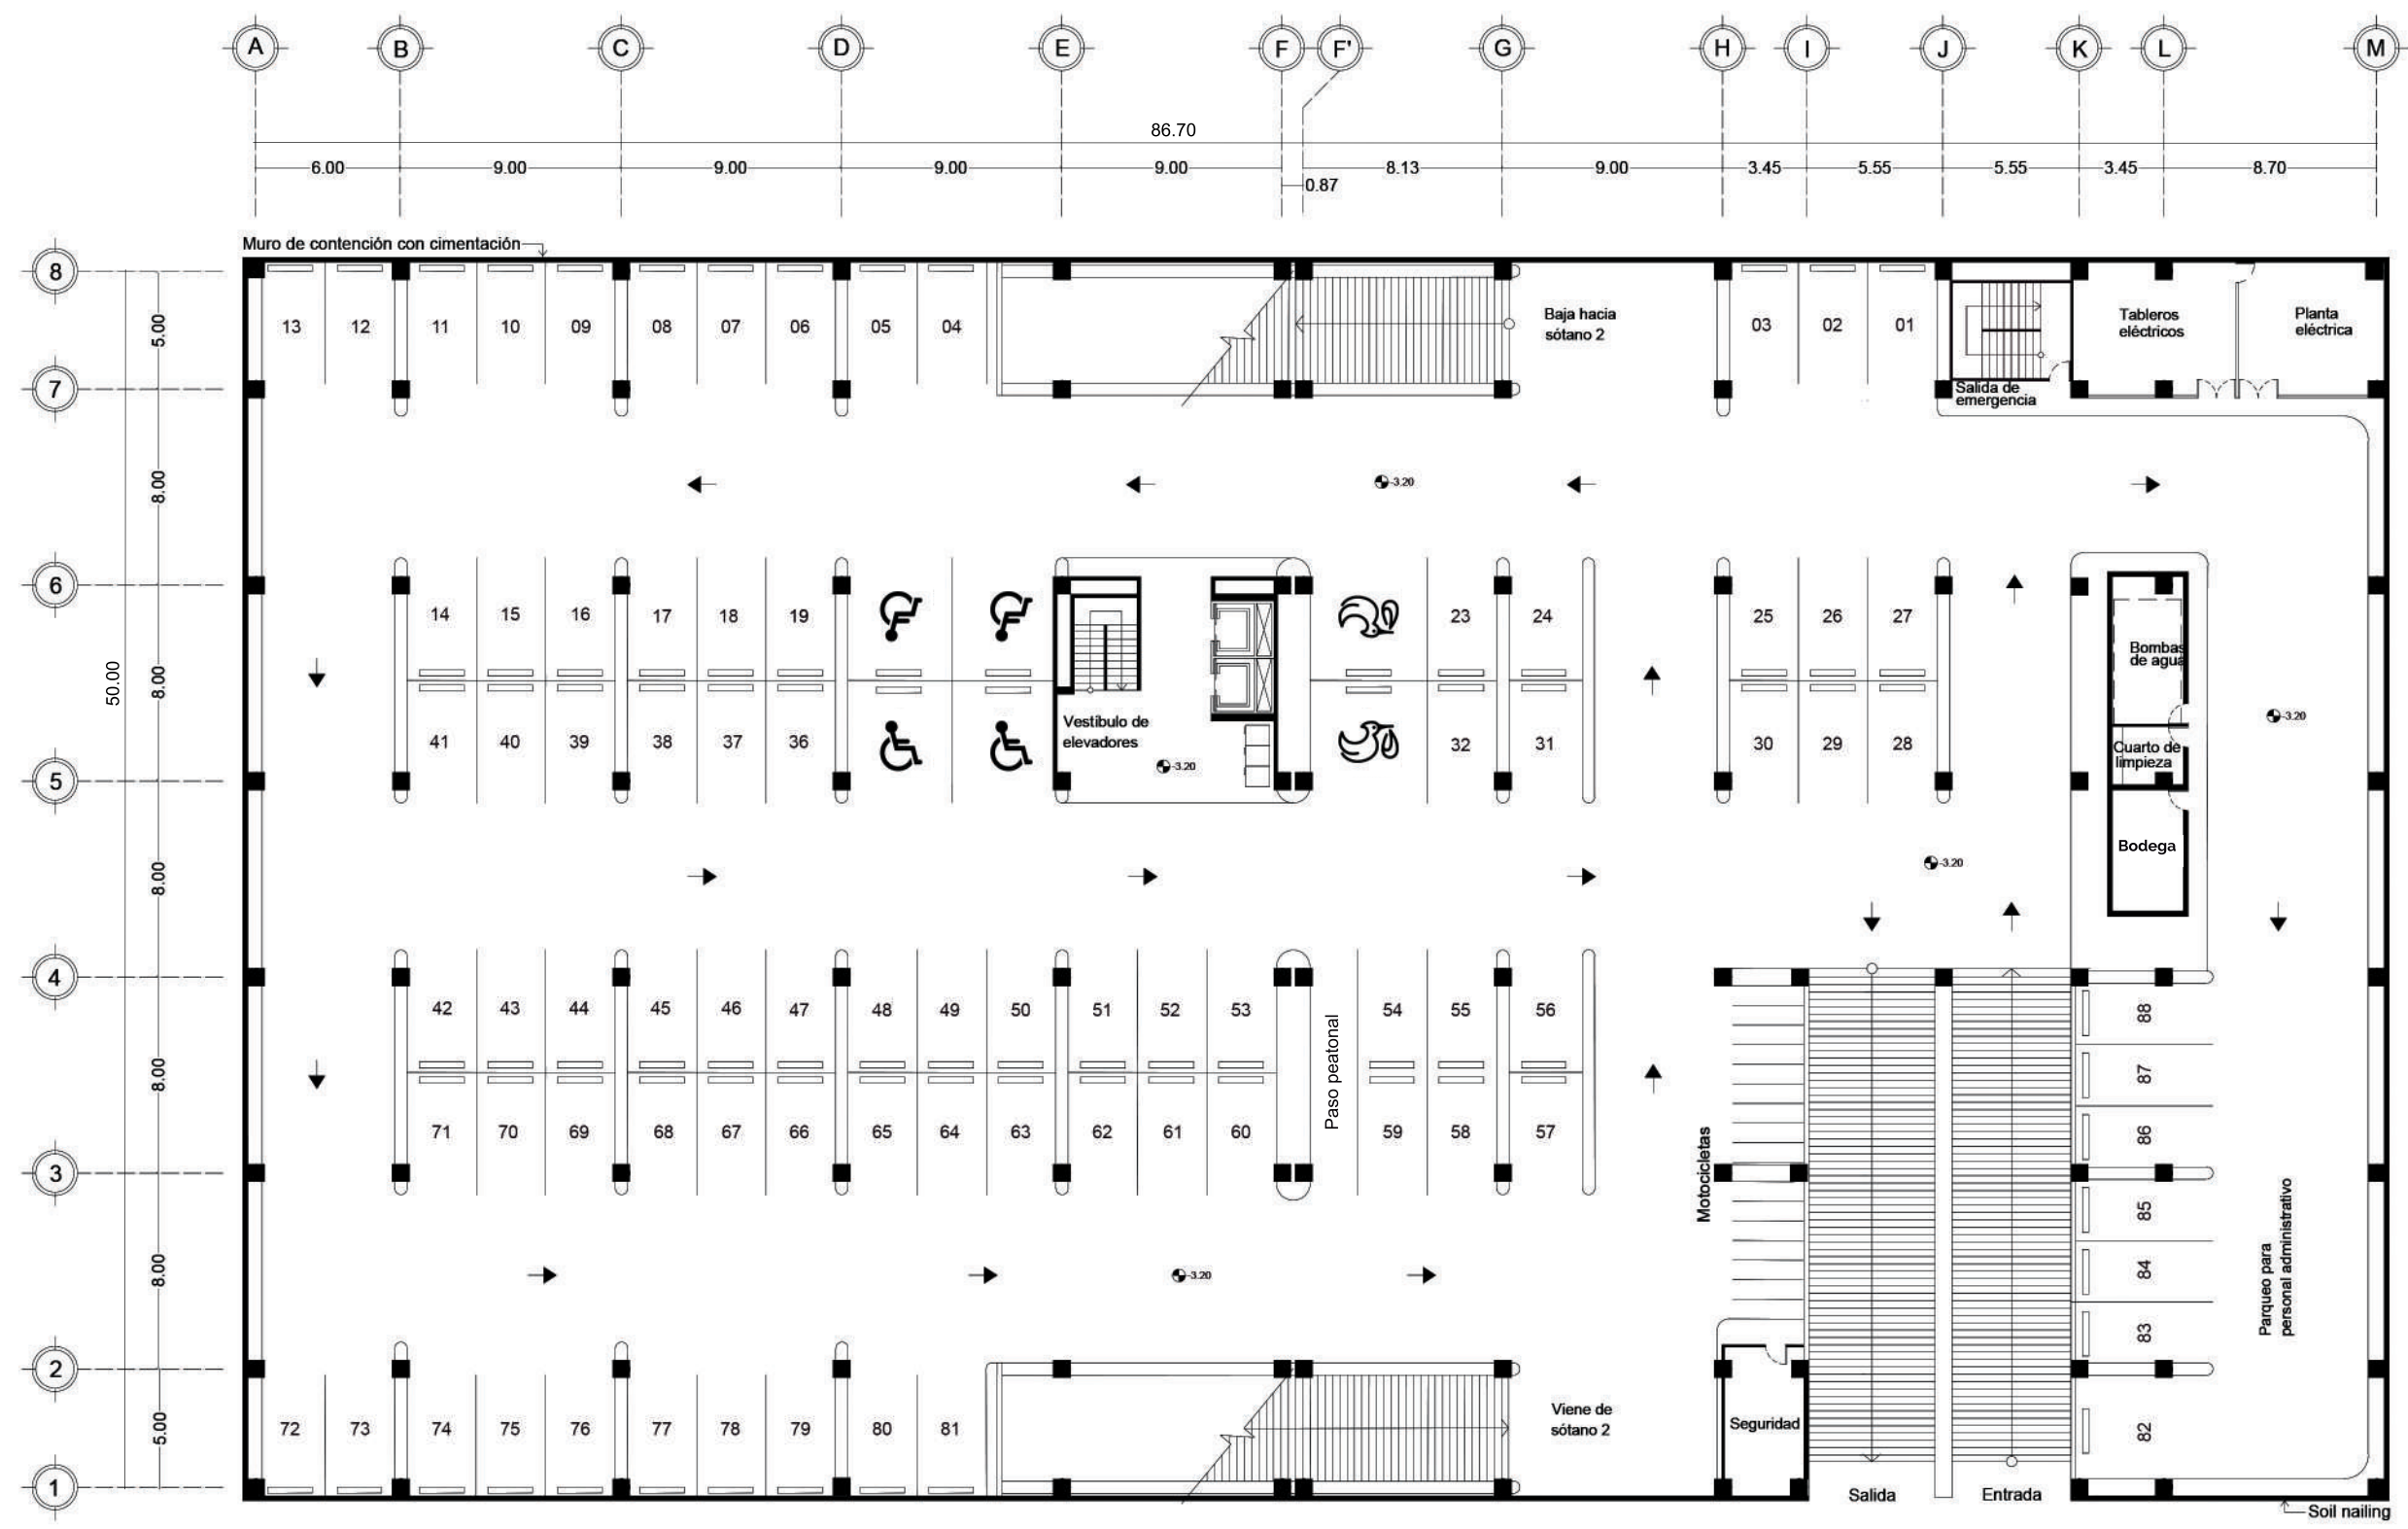 A B C D E F F' G H I J K L M
86.70
6.00 9.00 9.00 9.00 9.00 8.13 9.00 3.45 5.55 5.55 3.45 8.70
0.87
Muro de contención con cimentación
8
7
6
5
4
3
2
1
5.00
8.00
8.00
8.00
8.00
8.00
5.00
50.00
13 12 11 10 09 08 07 06 05 04
Baja hacia
sótano 2
03 02 01
Salida de
emergencia
Tableros
eléctricos
Planta
eléctrica
-3.20
14 15 16 17 18 19
23 24 25 26 27
41 40 39 38 37 36
32 31 30 29 28
Vestíbulo de
elevadores
-3.20
Bombas
de agua
Cuarto de
limpieza
Bodega
-3.20
-3.20
42 43 44 45 46 47 48 49 50 51 52 53 54 55 56
71 70 69 68 67 66 65 64 63 62 61 60 59 58 57
Paso peatonal
Motocicletas
88
87
86
85
84
83
82
Parqueo para
personal administrativo
-3.20
72 73 74 75 76 77 78 79 80 81
Viene de
sótano 2
Seguridad
Salida
Entrada
Soil nailing